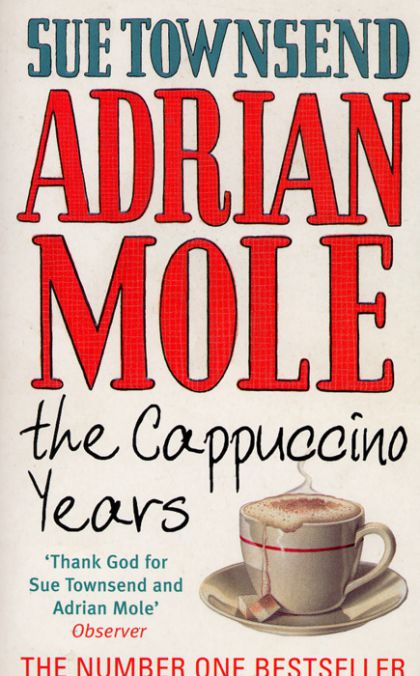 SUE TOWNSEND
ADRIAN
MOLE
the Cappuccino
Years
‘Thank God for
Sue Townsend and
Adrian Mole’
Observer
THE NUMBER ONE BESTSELLER